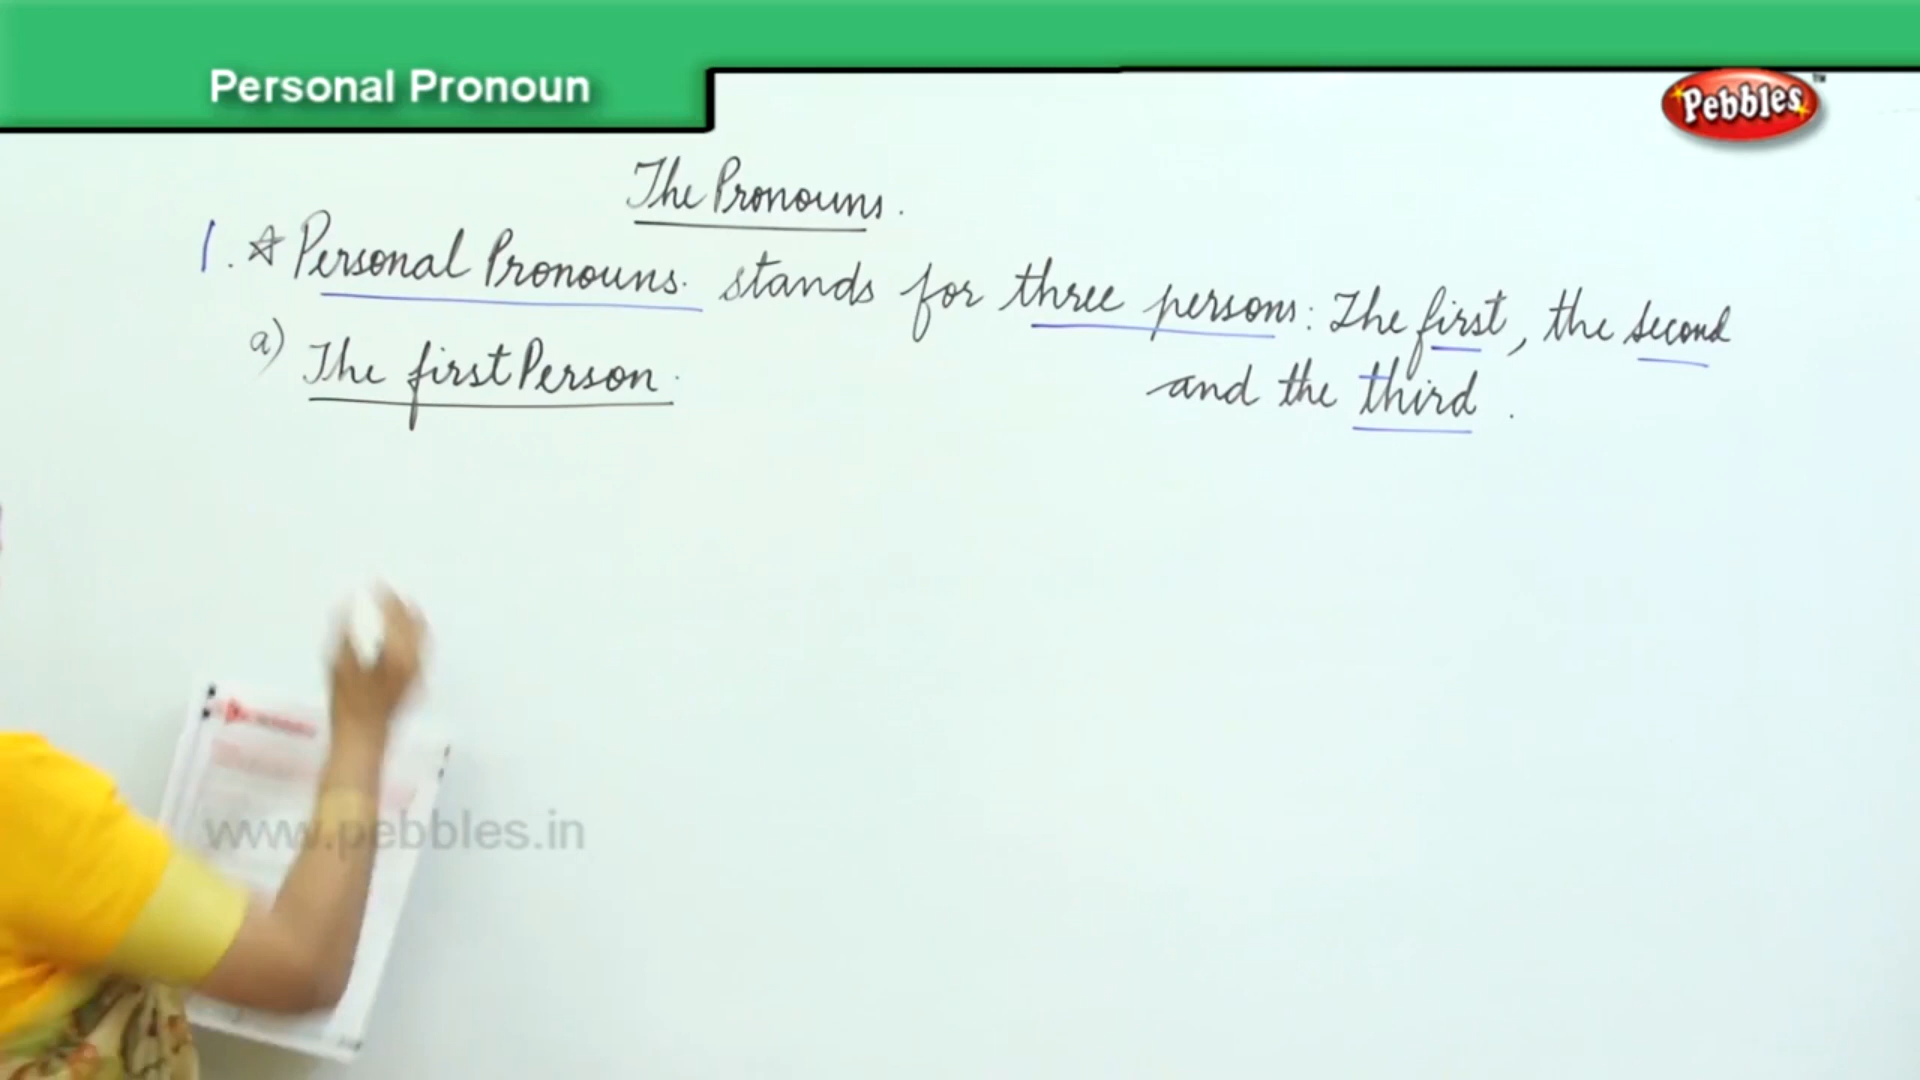 Personal Pronoun
Pebbles™
The Pronouns.
1. ☆ Personal Pronouns. stands for three persons: The first, the second
and the third.
a) The first Person.
www.pebbles.in